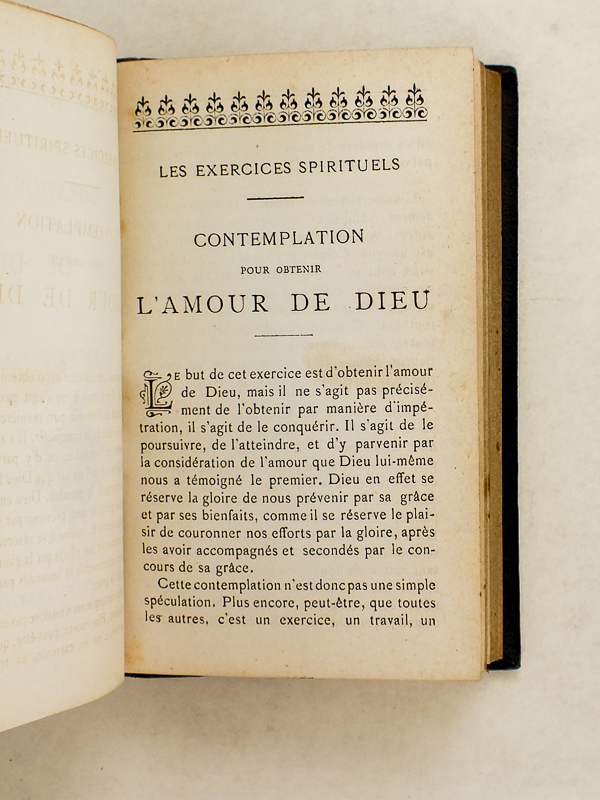 LES EXERCICES SPIRITUELS
CONTEMPLATION
POUR OBTENIR
L'AMOUR DE DIEU
LE but de cet exercice est d'obtenir l'amour
de Dieu, mais il ne s'agit pas précisé-
ment de l'obtenir par manière d'impé-
tration, il s'agit de le conquérir. Il s'agit de le
poursuivre, de l'atteindre, et d'y parvenir par
la considération de l'amour que Dieu lui-même
nous a témoigné le premier. Dieu en effet se
réserve la gloire de nous prévenir par sa grâce
et par ses bienfaits, comme il se réserve le plai-
sir de couronner nos efforts par la gloire, après
les avoir accompagnés et secondés par le con-
cours de sa grâce.
Cette contemplation n'est donc pas une simple
spéculation. Plus encore, peut-être, que toutes
les autres, c'est un exercice, un travail, un